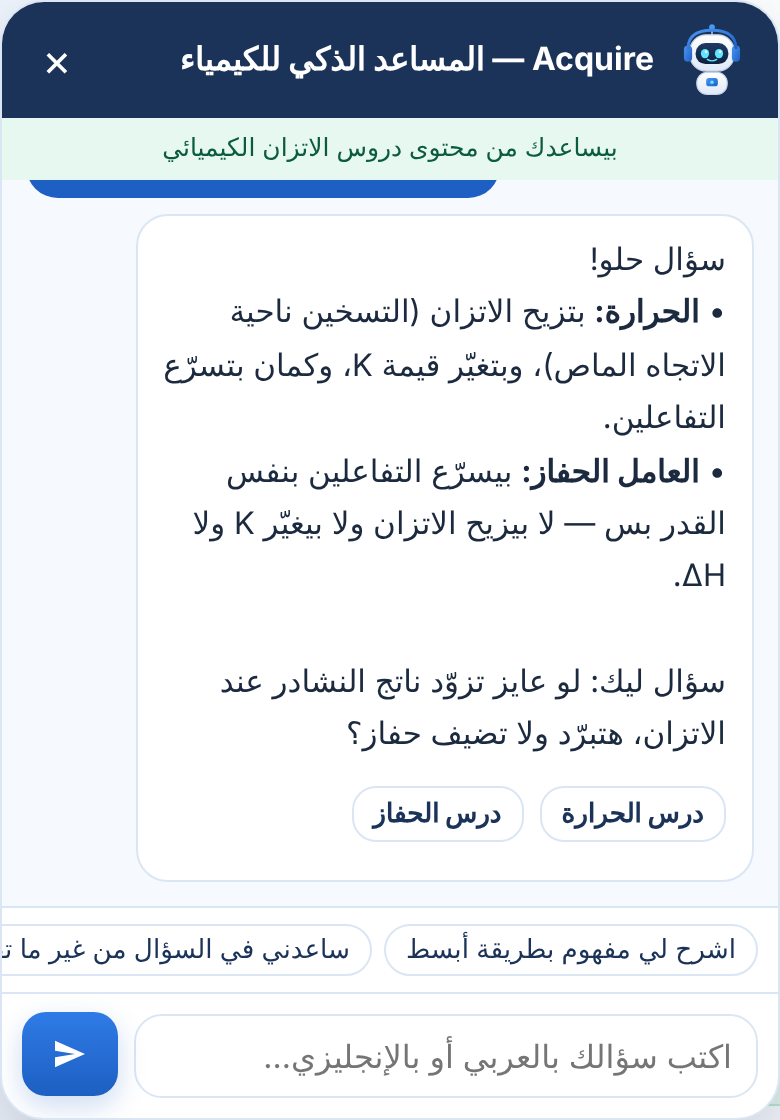 Acquire — المساعد الذكي للكيمياء
بيساعدك من محتوى دروس الاتزان الكيميائي
سؤال حلو!
• الحرارة: بتزيح الاتزان (التسخين ناحية
الاتجاه الماص)، وبتغيّر قيمة K، وكمان بتسرّع
التفاعلين.
• العامل الحفاز: بيسرّع التفاعلين بنفس
القدر بس — لا بيزيح الاتزان ولا بيغيّر K ولا
ΔH.
سؤال ليك: لو عايز تزوّد ناتج النشادر عند
الاتزان، هتبرّد ولا تضيف حفاز؟
درس الحرارة
درس الحفاز
اشرح لي مفهوم بطريقة أبسط
ساعدني في السؤال من غير ما
اكتب سؤالك بالعربي أو بالإنجليزي...